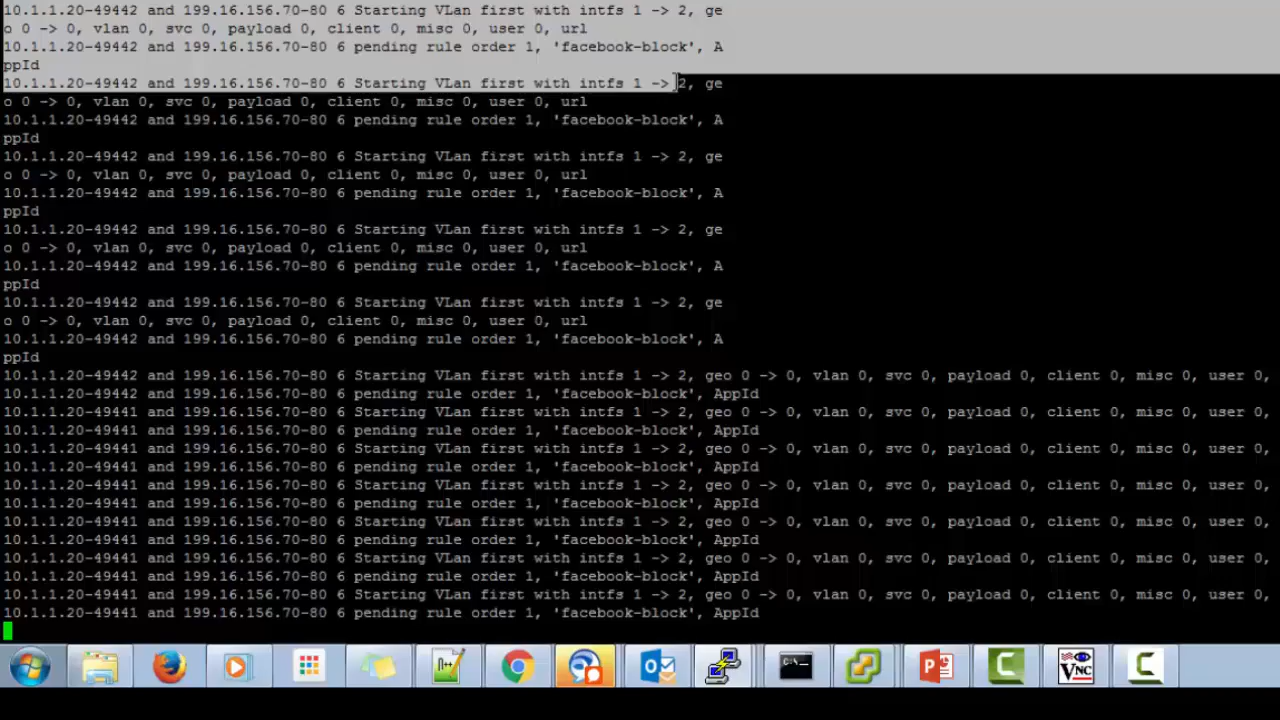 10.1.1.20-49442 and 199.16.156.70-80 6 Starting VLan first with intfs 1 -> 2, ge
o 0 -> 0, vlan 0, svc 0, payload 0, client 0, misc 0, user 0, url
10.1.1.20-49442 and 199.16.156.70-80 6 pending rule order 1, 'facebook-block', A
ppId
10.1.1.20-49442 and 199.16.156.70-80 6 Starting VLan first with intfs 1 -> 2, ge
o 0 -> 0, vlan 0, svc 0, payload 0, client 0, misc 0, user 0, url
10.1.1.20-49442 and 199.16.156.70-80 6 pending rule order 1, 'facebook-block', A
ppId
10.1.1.20-49442 and 199.16.156.70-80 6 Starting VLan first with intfs 1 -> 2, ge
o 0 -> 0, vlan 0, svc 0, payload 0, client 0, misc 0, user 0, url
10.1.1.20-49442 and 199.16.156.70-80 6 pending rule order 1, 'facebook-block', A
ppId
10.1.1.20-49442 and 199.16.156.70-80 6 Starting VLan first with intfs 1 -> 2, ge
o 0 -> 0, vlan 0, svc 0, payload 0, client 0, misc 0, user 0, url
10.1.1.20-49442 and 199.16.156.70-80 6 pending rule order 1, 'facebook-block', A
ppId
10.1.1.20-49442 and 199.16.156.70-80 6 Starting VLan first with intfs 1 -> 2, ge
o 0 -> 0, vlan 0, svc 0, payload 0, client 0, misc 0, user 0, url
10.1.1.20-49442 and 199.16.156.70-80 6 pending rule order 1, 'facebook-block', A
ppId
10.1.1.20-49442 and 199.16.156.70-80 6 Starting VLan first with intfs 1 -> 2, geo 0 -> 0, vlan 0, svc 0, payload 0, client 0, misc 0, user 0,
10.1.1.20-49442 and 199.16.156.70-80 6 pending rule order 1, 'facebook-block', AppId
10.1.1.20-49441 and 199.16.156.70-80 6 Starting VLan first with intfs 1 -> 2, geo 0 -> 0, vlan 0, svc 0, payload 0, client 0, misc 0, user 0,
10.1.1.20-49441 and 199.16.156.70-80 6 pending rule order 1, 'facebook-block', AppId
10.1.1.20-49441 and 199.16.156.70-80 6 Starting VLan first with intfs 1 -> 2, geo 0 -> 0, vlan 0, svc 0, payload 0, client 0, misc 0, user 0,
10.1.1.20-49441 and 199.16.156.70-80 6 pending rule order 1, 'facebook-block', AppId
10.1.1.20-49441 and 199.16.156.70-80 6 Starting VLan first with intfs 1 -> 2, geo 0 -> 0, vlan 0, svc 0, payload 0, client 0, misc 0, user 0,
10.1.1.20-49441 and 199.16.156.70-80 6 pending rule order 1, 'facebook-block', AppId
10.1.1.20-49441 and 199.16.156.70-80 6 Starting VLan first with intfs 1 -> 2, geo 0 -> 0, vlan 0, svc 0, payload 0, client 0, misc 0, user 0,
10.1.1.20-49441 and 199.16.156.70-80 6 pending rule order 1, 'facebook-block', AppId
10.1.1.20-49441 and 199.16.156.70-80 6 Starting VLan first with intfs 1 -> 2, geo 0 -> 0, vlan 0, svc 0, payload 0, client 0, misc 0, user 0,
10.1.1.20-49441 and 199.16.156.70-80 6 pending rule order 1, 'facebook-block', AppId
10.1.1.20-49441 and 199.16.156.70-80 6 Starting VLan first with intfs 1 -> 2, geo 0 -> 0, vlan 0, svc 0, payload 0, client 0, misc 0, user 0,
10.1.1.20-49441 and 199.16.156.70-80 6 pending rule order 1, 'facebook-block', AppId